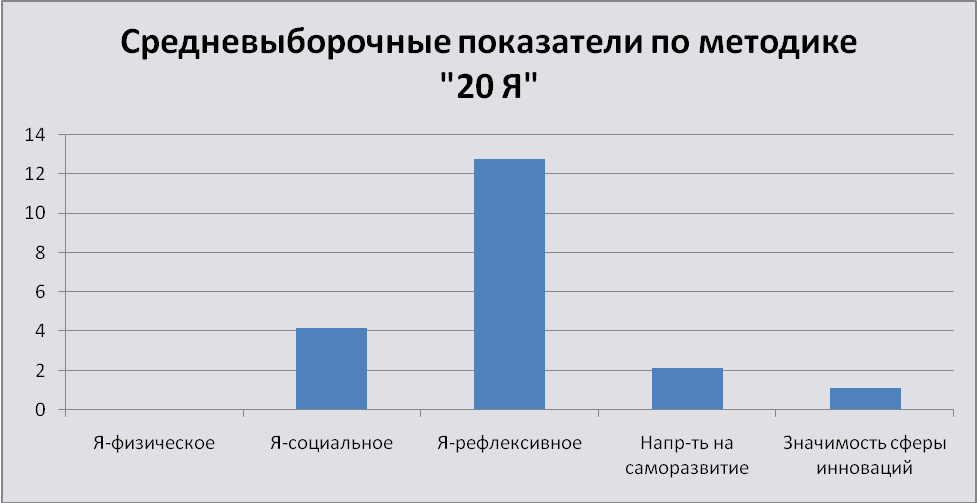 Средневыборочные показатели по методике
"20 Я"
14
12
10
8
6
4
2
0
Я-физическое
Я-социальное
Я-рефлексивное
Напр-ть на
саморазвитие
Значимость сферы
инноваций